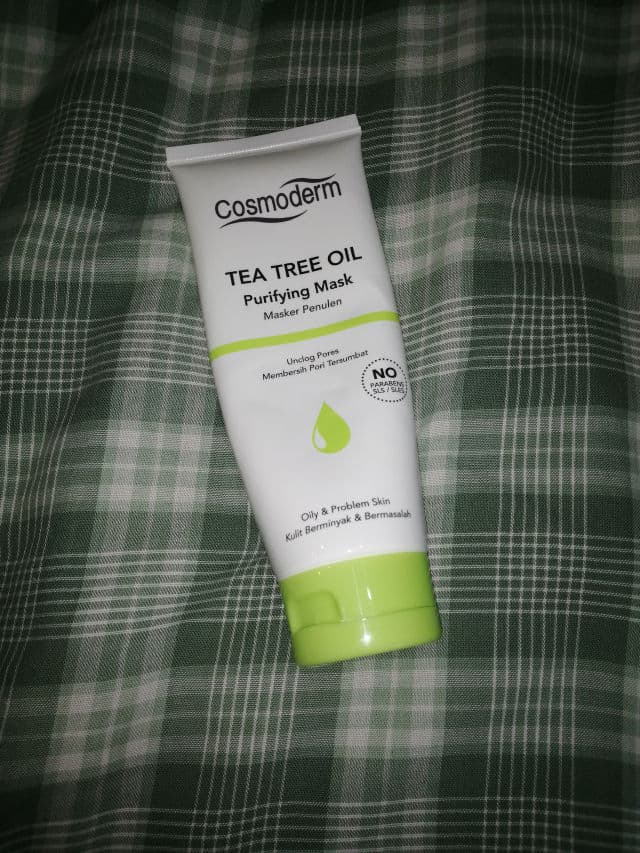 Cosmoderm
TEA TREE OIL
Purifying Mask
Masker Penulen
Unclog Pores
Membersih Pori Tersumbat
NO
PARABENS
SLS / SLES
Oily & Problem Skin
Kulit Berminyak & Bermasalah